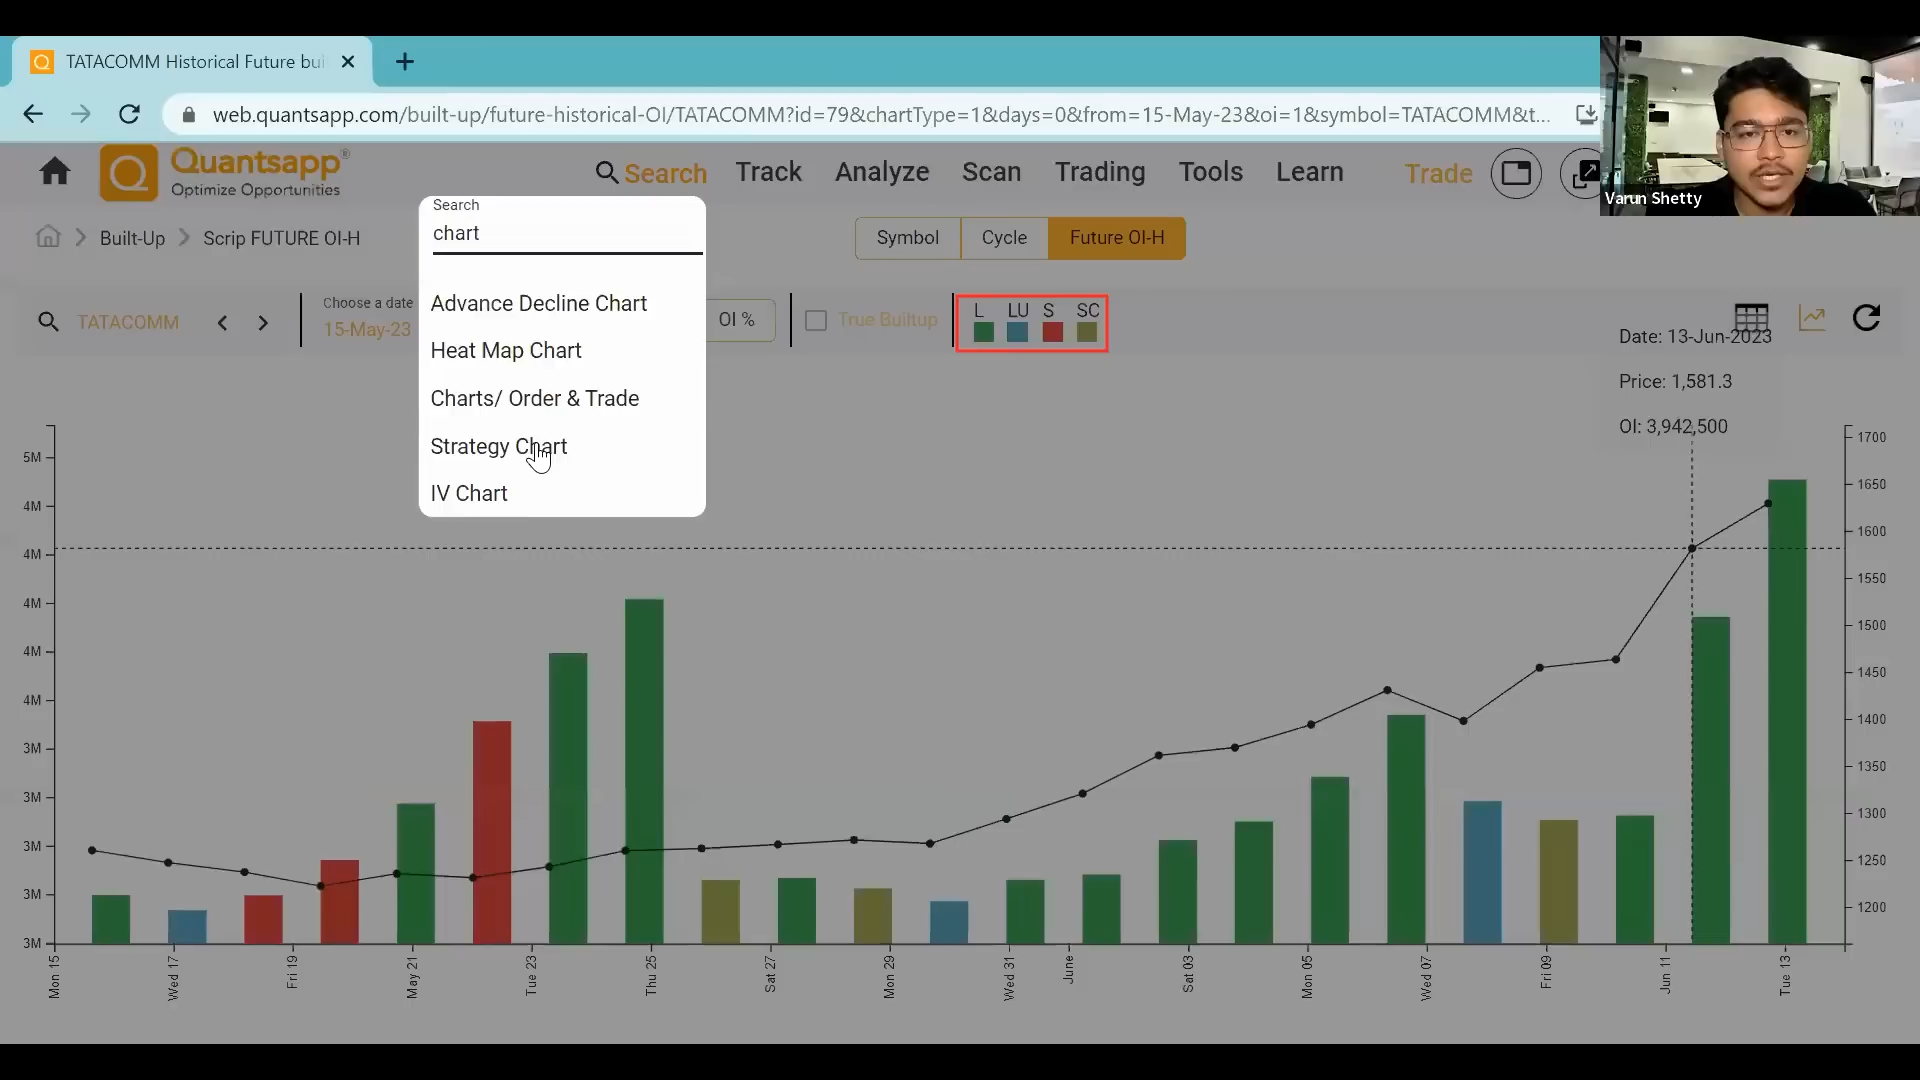 TATACOMM Historical Future bui
web.quantsapp.com/built-up/future-historical-OI/TATACOMM?id=79&chartType=1&days=0&from=15-May-23&oi=1&symbol=TATACOMM&t...
Varun Shetty
Quantsapp®
Optimize Opportunities
Search Track Analyze Scan Trading Tools Learn Trade
Built-Up Scrip FUTURE OI-H
Symbol Cycle Future OI-H
Search
chart
Advance Decline Chart
Heat Map Chart
Charts/ Order & Trade
Strategy Chart
IV Chart
TATACOMM
Choose a date
15-May-23
OI %
True Builtup
L LU S SC
Date: 13-Jun-2023
Price: 1,581.3
OI: 3,942,500
5M
4M
4M
4M
4M
4M
3M
3M
3M
3M
3M
1700
1650
1600
1550
1500
1450
1400
1350
1300
1250
1200
Mon 15
Wed 17
Fri 19
May 21
Tue 23
Thu 25
Sat 27
Mon 29
Wed 31
June
Sat 03
Mon 05
Wed 07
Fri 09
Jun 11
Tue 13